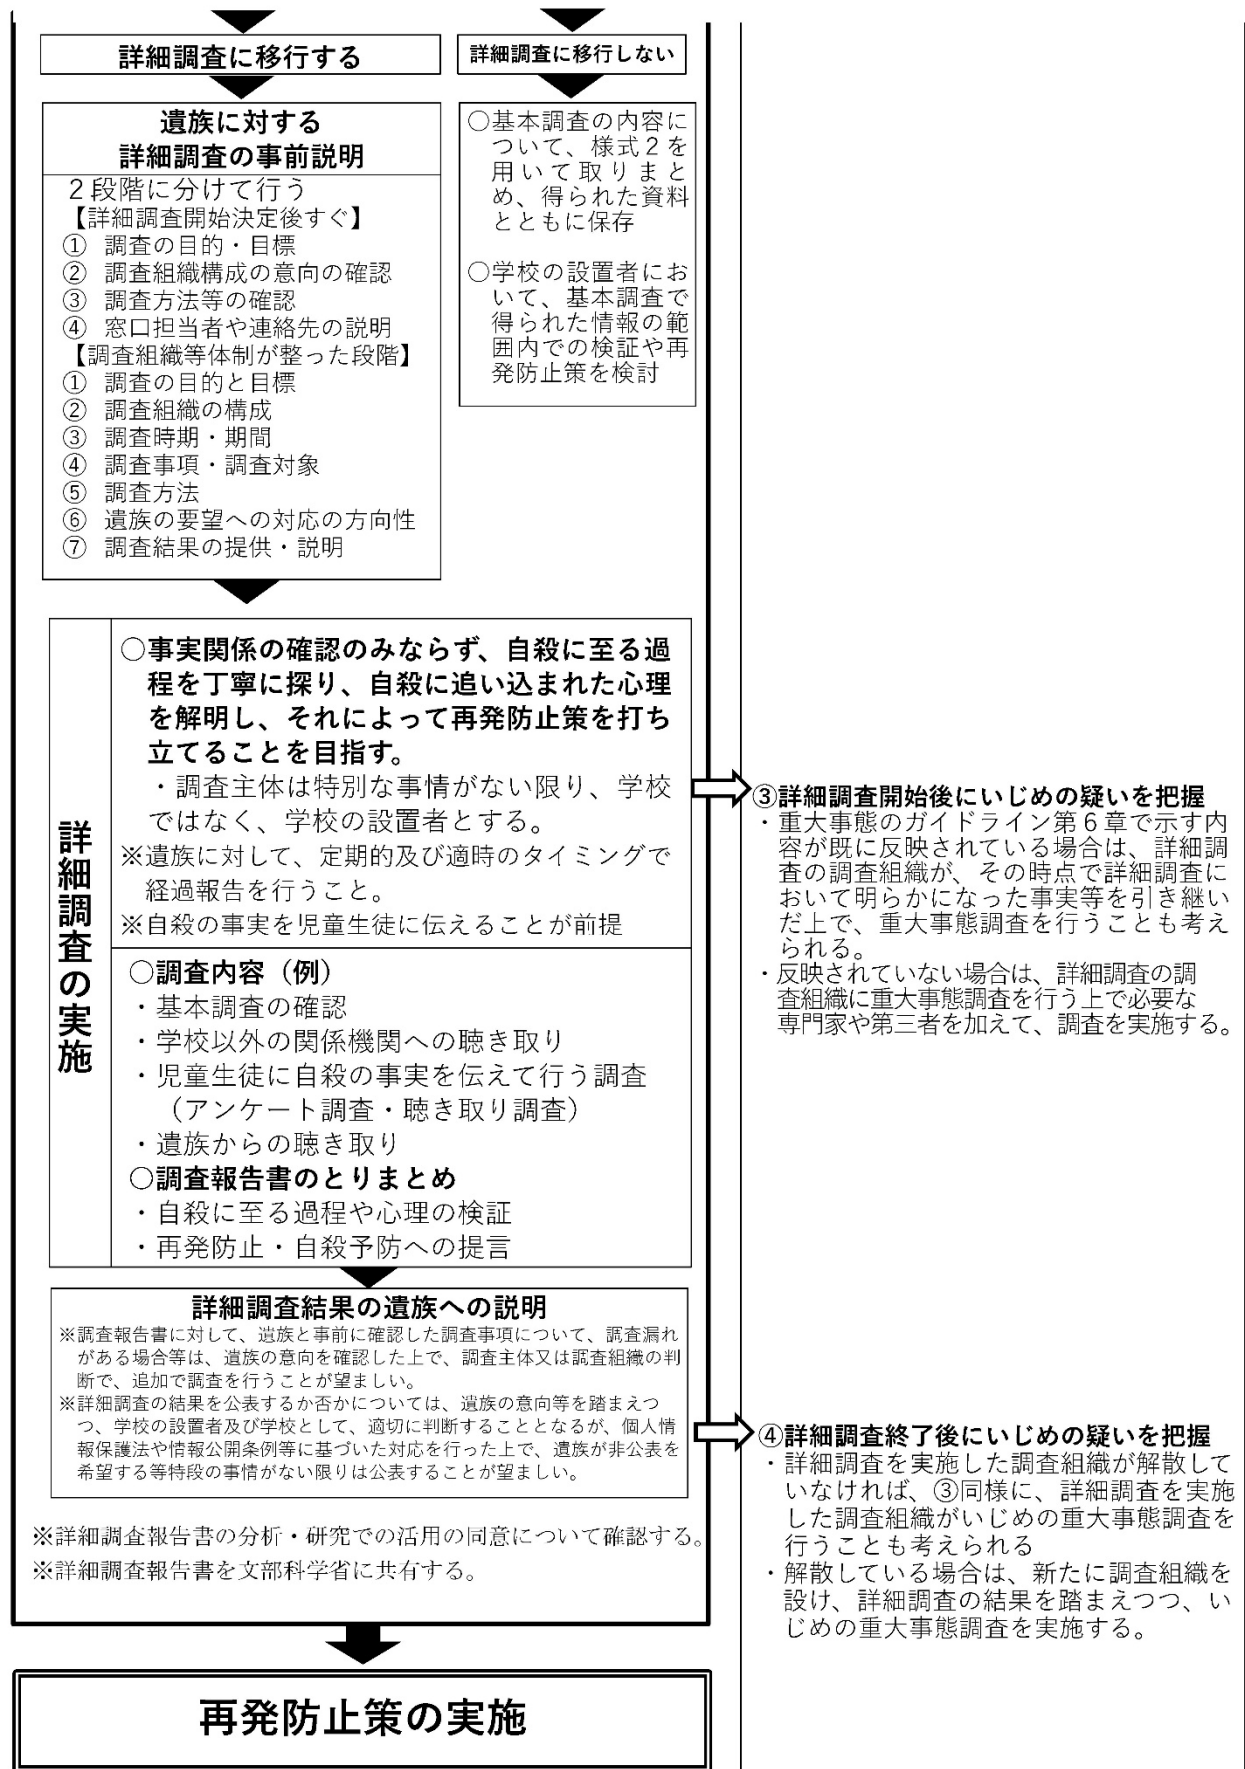 詳細調査に移行する
詳細調査に移行しない
遺族に対する
詳細調査の事前説明
２段階に分けて行う
【詳細調査開始決定後すぐ】
① 調査の目的・目標
② 調査組織構成の意向の確認
③ 調査方法等の確認
④ 窓口担当者や連絡先の説明
【調査組織等体制が整った段階】
① 調査の目的と目標
② 調査組織の構成
③ 調査時期・期間
④ 調査事項・調査対象
⑤ 調査方法
⑥ 遺族の要望への対応の方向性
⑦ 調査結果の提供・説明
○基本調査の内容に
ついて、様式２を
用いて取りまと
め、得られた資料
とともに保存
○学校の設置者にお
いて、基本調査で
得られた情報の範
囲内での検証や再
発防止策を検討
詳細調査の実施
○事実関係の確認のみならず、自殺に至る過
程を丁寧に探り、自殺に追い込まれた心理
を解明し、それによって再発防止策を打ち
立てることを目指す。
・調査主体は特別な事情がない限り、学校
ではなく、学校の設置者とする。
※遺族に対して、定期的及び適時のタイミングで
経過報告を行うこと。
※自殺の事実を児童生徒に伝えることが前提
○調査内容（例）
・基本調査の確認
・学校以外の関係機関への聴き取り
・児童生徒に自殺の事実を伝えて行う調査
（アンケート調査・聴き取り調査）
・遺族からの聴き取り
○調査報告書のとりまとめ
・自殺に至る過程や心理の検証
・再発防止・自殺予防への提言
③詳細調査開始後にいじめの疑いを把握
・重大事態のガイドライン第６章で示す内
容が既に反映されている場合は、詳細調
査の調査組織が、その時点で詳細調査に
おいて明らかになった事実等を引き継い
だ上で、重大事態調査を行うことも考え
られる。
・反映されていない場合は、詳細調査の調
査組織に重大事態調査を行う上で必要な
専門家や第三者を加えて、調査を実施する。
詳細調査結果の遺族への説明
※調査報告書に対して、遺族と事前に確認した調査事項について、調査漏れ
がある場合等は、遺族の意向を確認した上で、調査主体又は調査組織の判
断で、追加で調査を行うことが望ましい。
※詳細調査の結果を公表するか否かについては、遺族の意向等を踏まえつ
つ、学校の設置者及び学校として、適切に判断することとなるが、個人情
報保護法や情報公開条例等に基づいた対応を行った上で、遺族が非公表を
希望する等特段の事情がない限りは公表することが望ましい。
④詳細調査終了後にいじめの疑いを把握
・詳細調査を実施した調査組織が解散して
いなければ、③同様に、詳細調査を実施
した調査組織がいじめの重大事態調査を
行うことも考えられる
・解散している場合は、新たに調査組織を
設け、詳細調査の結果を踏まえつつ、い
じめの重大事態調査を実施する。
※詳細調査報告書の分析・研究での活用の同意について確認する。
※詳細調査報告書を文部科学省に共有する。
再発防止策の実施